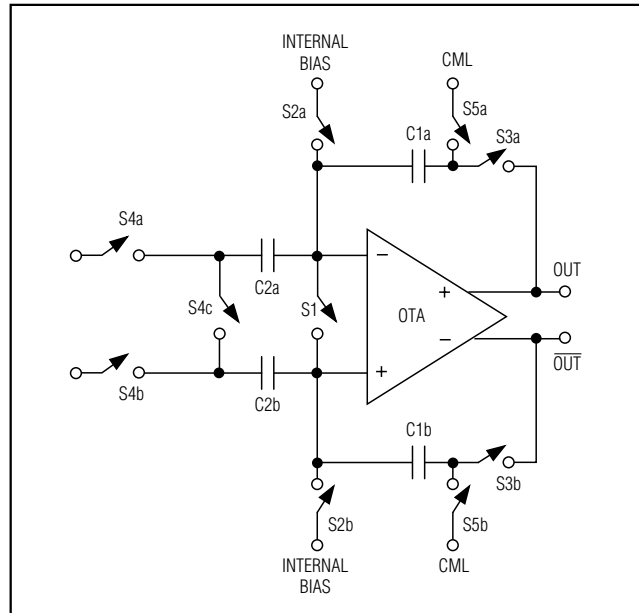 INTERNAL
BIAS
CML
S2a
S5a
C1a
S3a
S4a
C2a
S4c
S1
−
+
OTA
OUT
−
+
OUT
S4b
C2b
C1b
S3b
S2b
S5b
INTERNAL
BIAS
CML